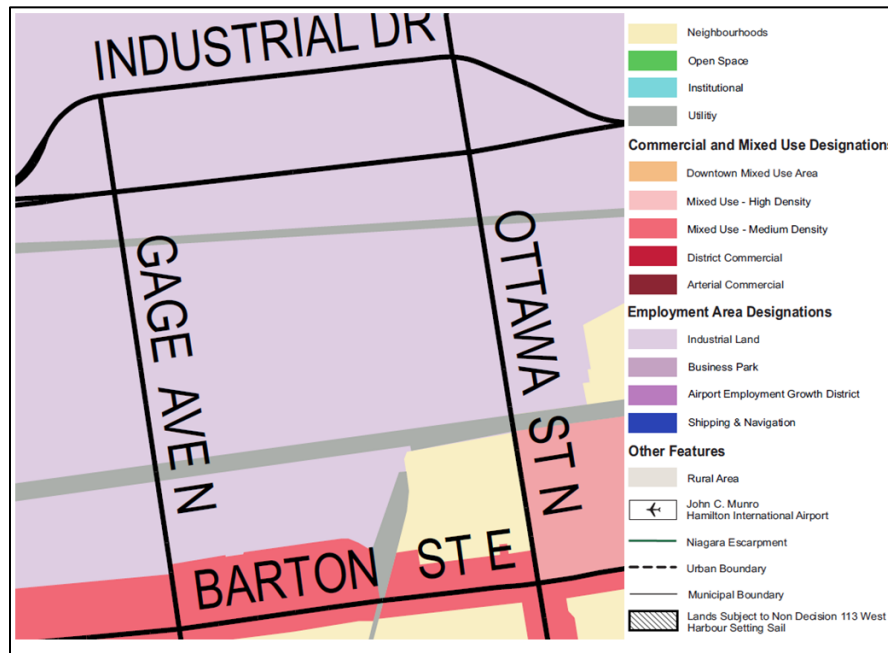 INDUSTRIAL DR
GAGE AVE N
OTTAWA ST N
BARTON ST E
Neighbourhoods
Open Space
Institutional
Utilitiy
Commercial and Mixed Use Designations
Downtown Mixed Use Area
Mixed Use - High Density
Mixed Use - Medium Density
District Commercial
Arterial Commercial
Employment Area Designations
Industrial Land
Business Park
Airport Employment Growth District
Shipping & Navigation
Other Features
Rural Area
John C. Munro
Hamilton International Airport
Niagara Escarpment
Urban Boundary
Municipal Boundary
Lands Subject to Non Decision 113 West
Harbour Setting Sail